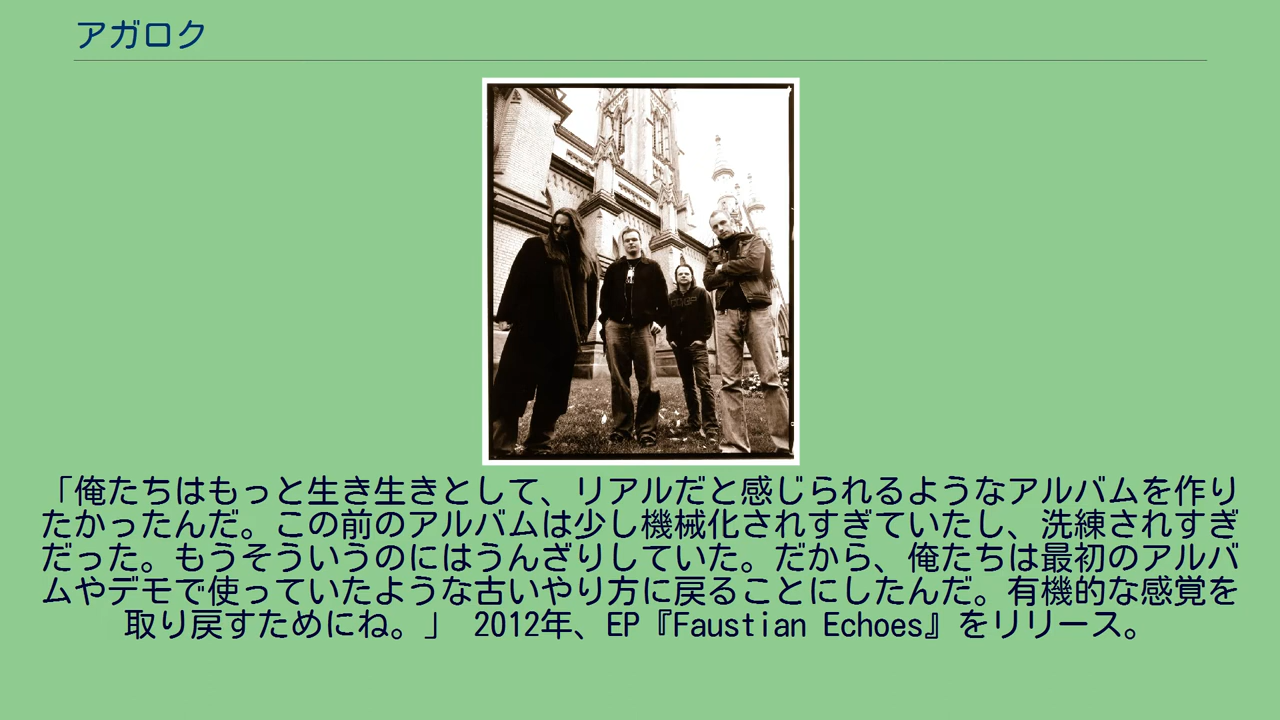 アガロク
「俺たちはもっと生き生きとして、リアルだと感じられるようなアルバムを作り
たかったんだ。この前のアルバムは少し機械化されすぎていたし、洗練されすぎ
だった。もうそういうのにはうんざりしていた。だから、俺たちは最初のアルバ
ムやデモで使っていたような古いやり方に戻ることにしたんだ。有機的な感覚を
取り戻すためにね。」 2012年、EP『Faustian Echoes』をリリース。